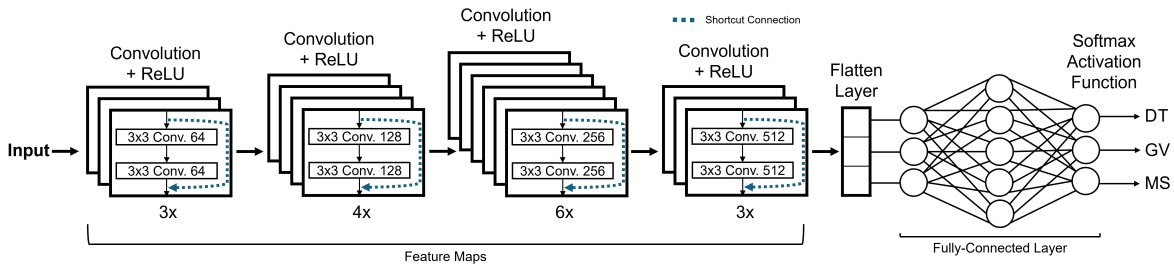 Shortcut Connection
Convolution
+ ReLU
Convolution
+ ReLU
Convolution
+ ReLU
Convolution
+ ReLU
Flatten
Layer
Softmax
Activation
Function
Input
3x3 Conv. 64
3x3 Conv. 64
3x
3x3 Conv. 128
3x3 Conv. 128
4x
3x3 Conv. 256
3x3 Conv. 256
6x
3x3 Conv. 512
3x3 Conv. 512
3x
DT
GV
MS
Feature Maps
Fully-Connected Layer